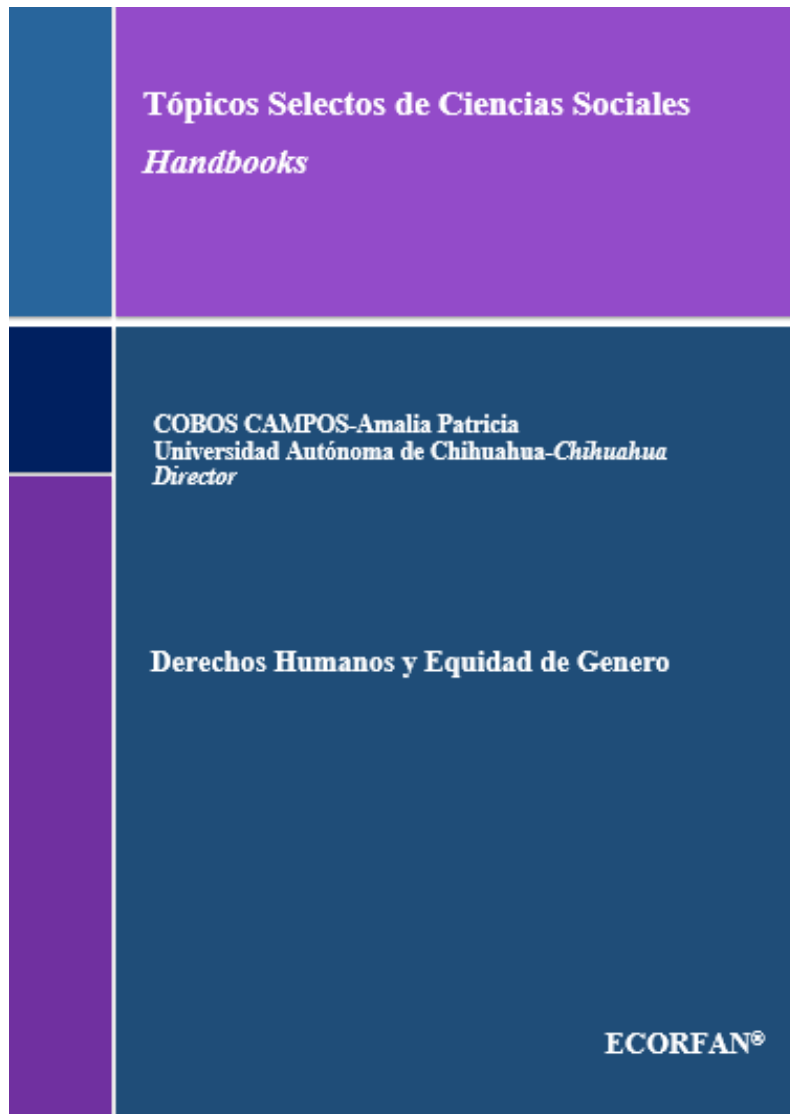 Tópicos Selectos de Ciencias Sociales
Handbooks
COBOS CAMPOS-Amalia Patricia
Universidad Autónoma de Chihuahua-Chihuahua
Director
Derechos Humanos y Equidad de Genero
ECORFAN®